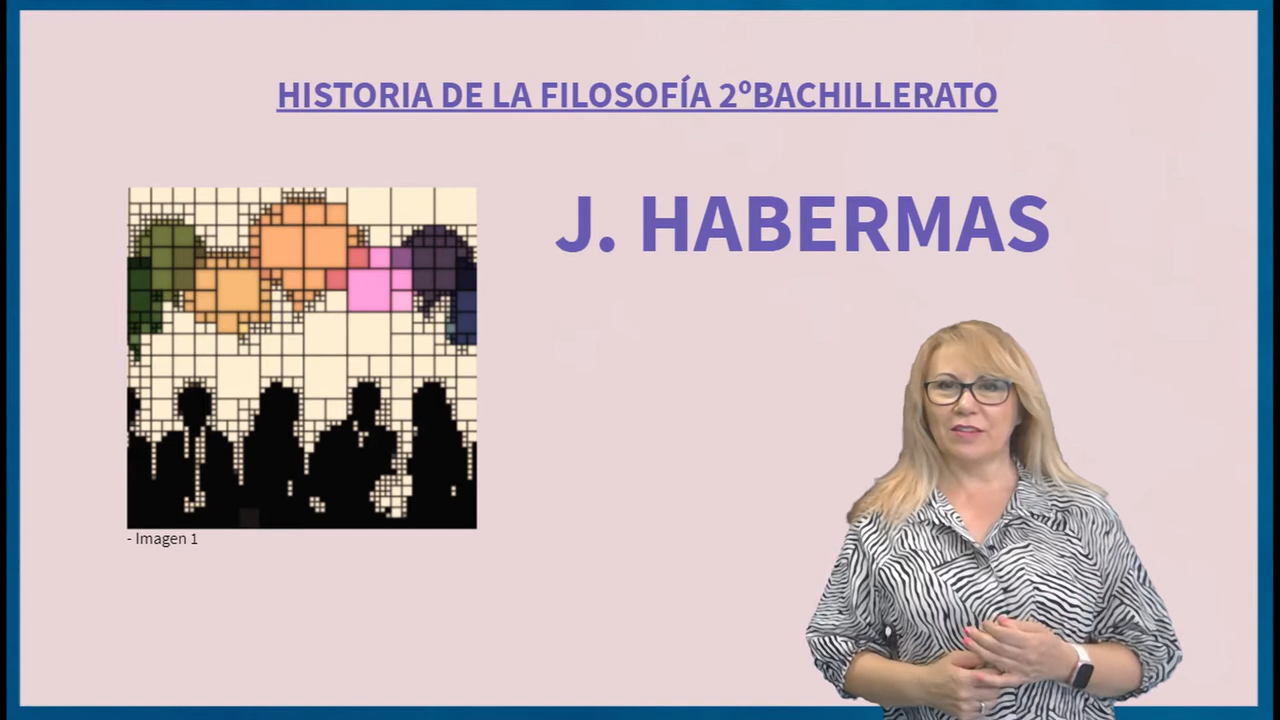 HISTORIA DE LA FILOSOFÍA 2ºBACHILLERATO
J. HABERMAS
- Imagen 1